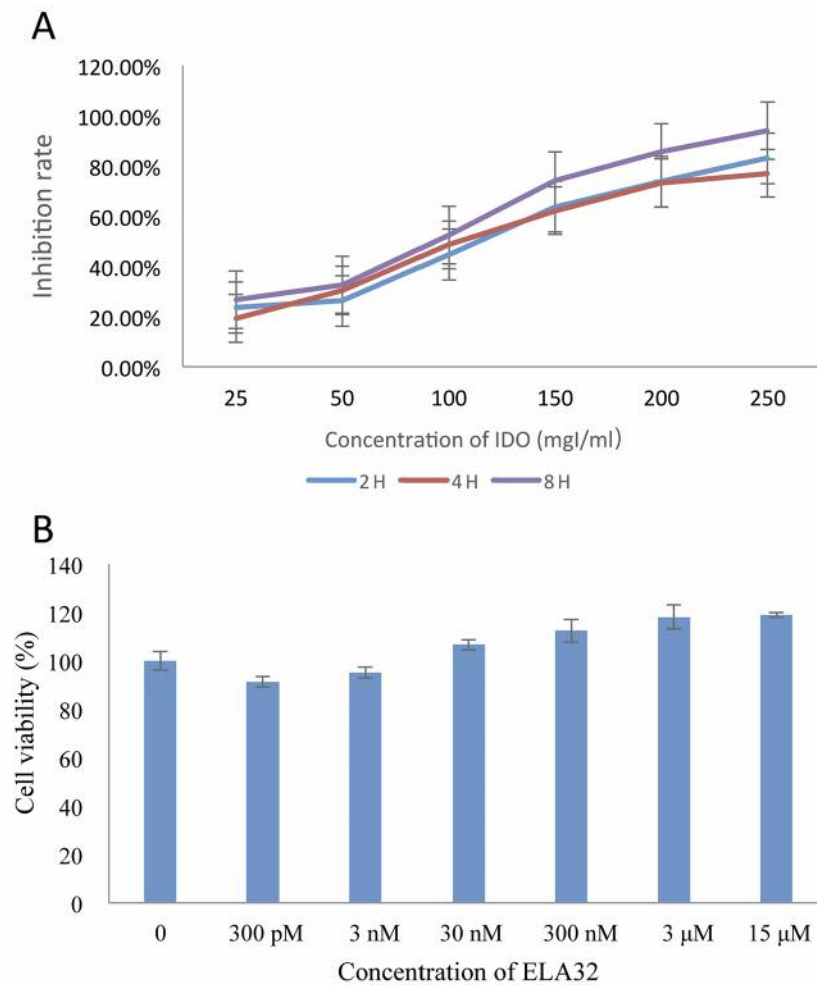 A
120.00%
100.00%
80.00%
60.00%
40.00%
20.00%
0.00%
Inhibition rate
25 50 100 150 200 250
Concentration of IDO (mgI/ml)
2 H 4 H 8 H
B
140
120
100
80
60
40
20
0
Cell viability (%)
0 300 pM 3 nM 30 nM 300 nM 3 μM 15 μM
Concentration of ELA32